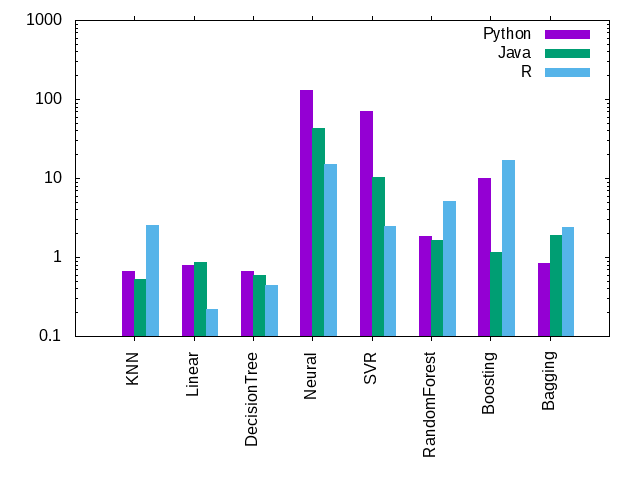 1000
100
10
1
0.1
Python
Java
R
KNN
Linear
DecisionTree
Neural
SVR
RandomForest
Boosting
Bagging